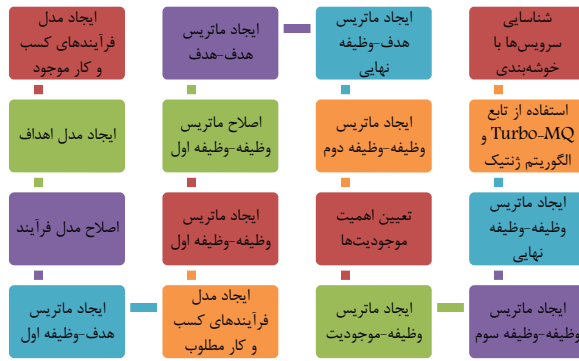 ایجاد مدل
فرآیندهای کسب
و کار موجود
ایجاد مدل اهداف
اصلاح مدل فرآیند
ایجاد ماتریس
هدف-وظیفه اول
ایجاد مدل
فرآیندهای کسب
و کار مطلوب
ایجاد ماتریس
وظیفه-وظیفه اول
اصلاح ماتریس
وظیفه-وظیفه اول
ایجاد ماتریس
هدف-هدف
ایجاد ماتریس
هدف-وظیفه
نهایی
ایجاد ماتریس
وظیفه-وظیفه دوم
تعیین اهمیت
موجودیت‌ها
ایجاد ماتریس
وظیفه-موجودیت
ایجاد ماتریس
وظیفه-وظیفه سوم
ایجاد ماتریس
وظیفه-وظیفه
نهایی
استفاده از تابع
Turbo-MQ و
الگوریتم ژنتیک
شناسایی
سرویس‌ها با
خوشه‌بندی